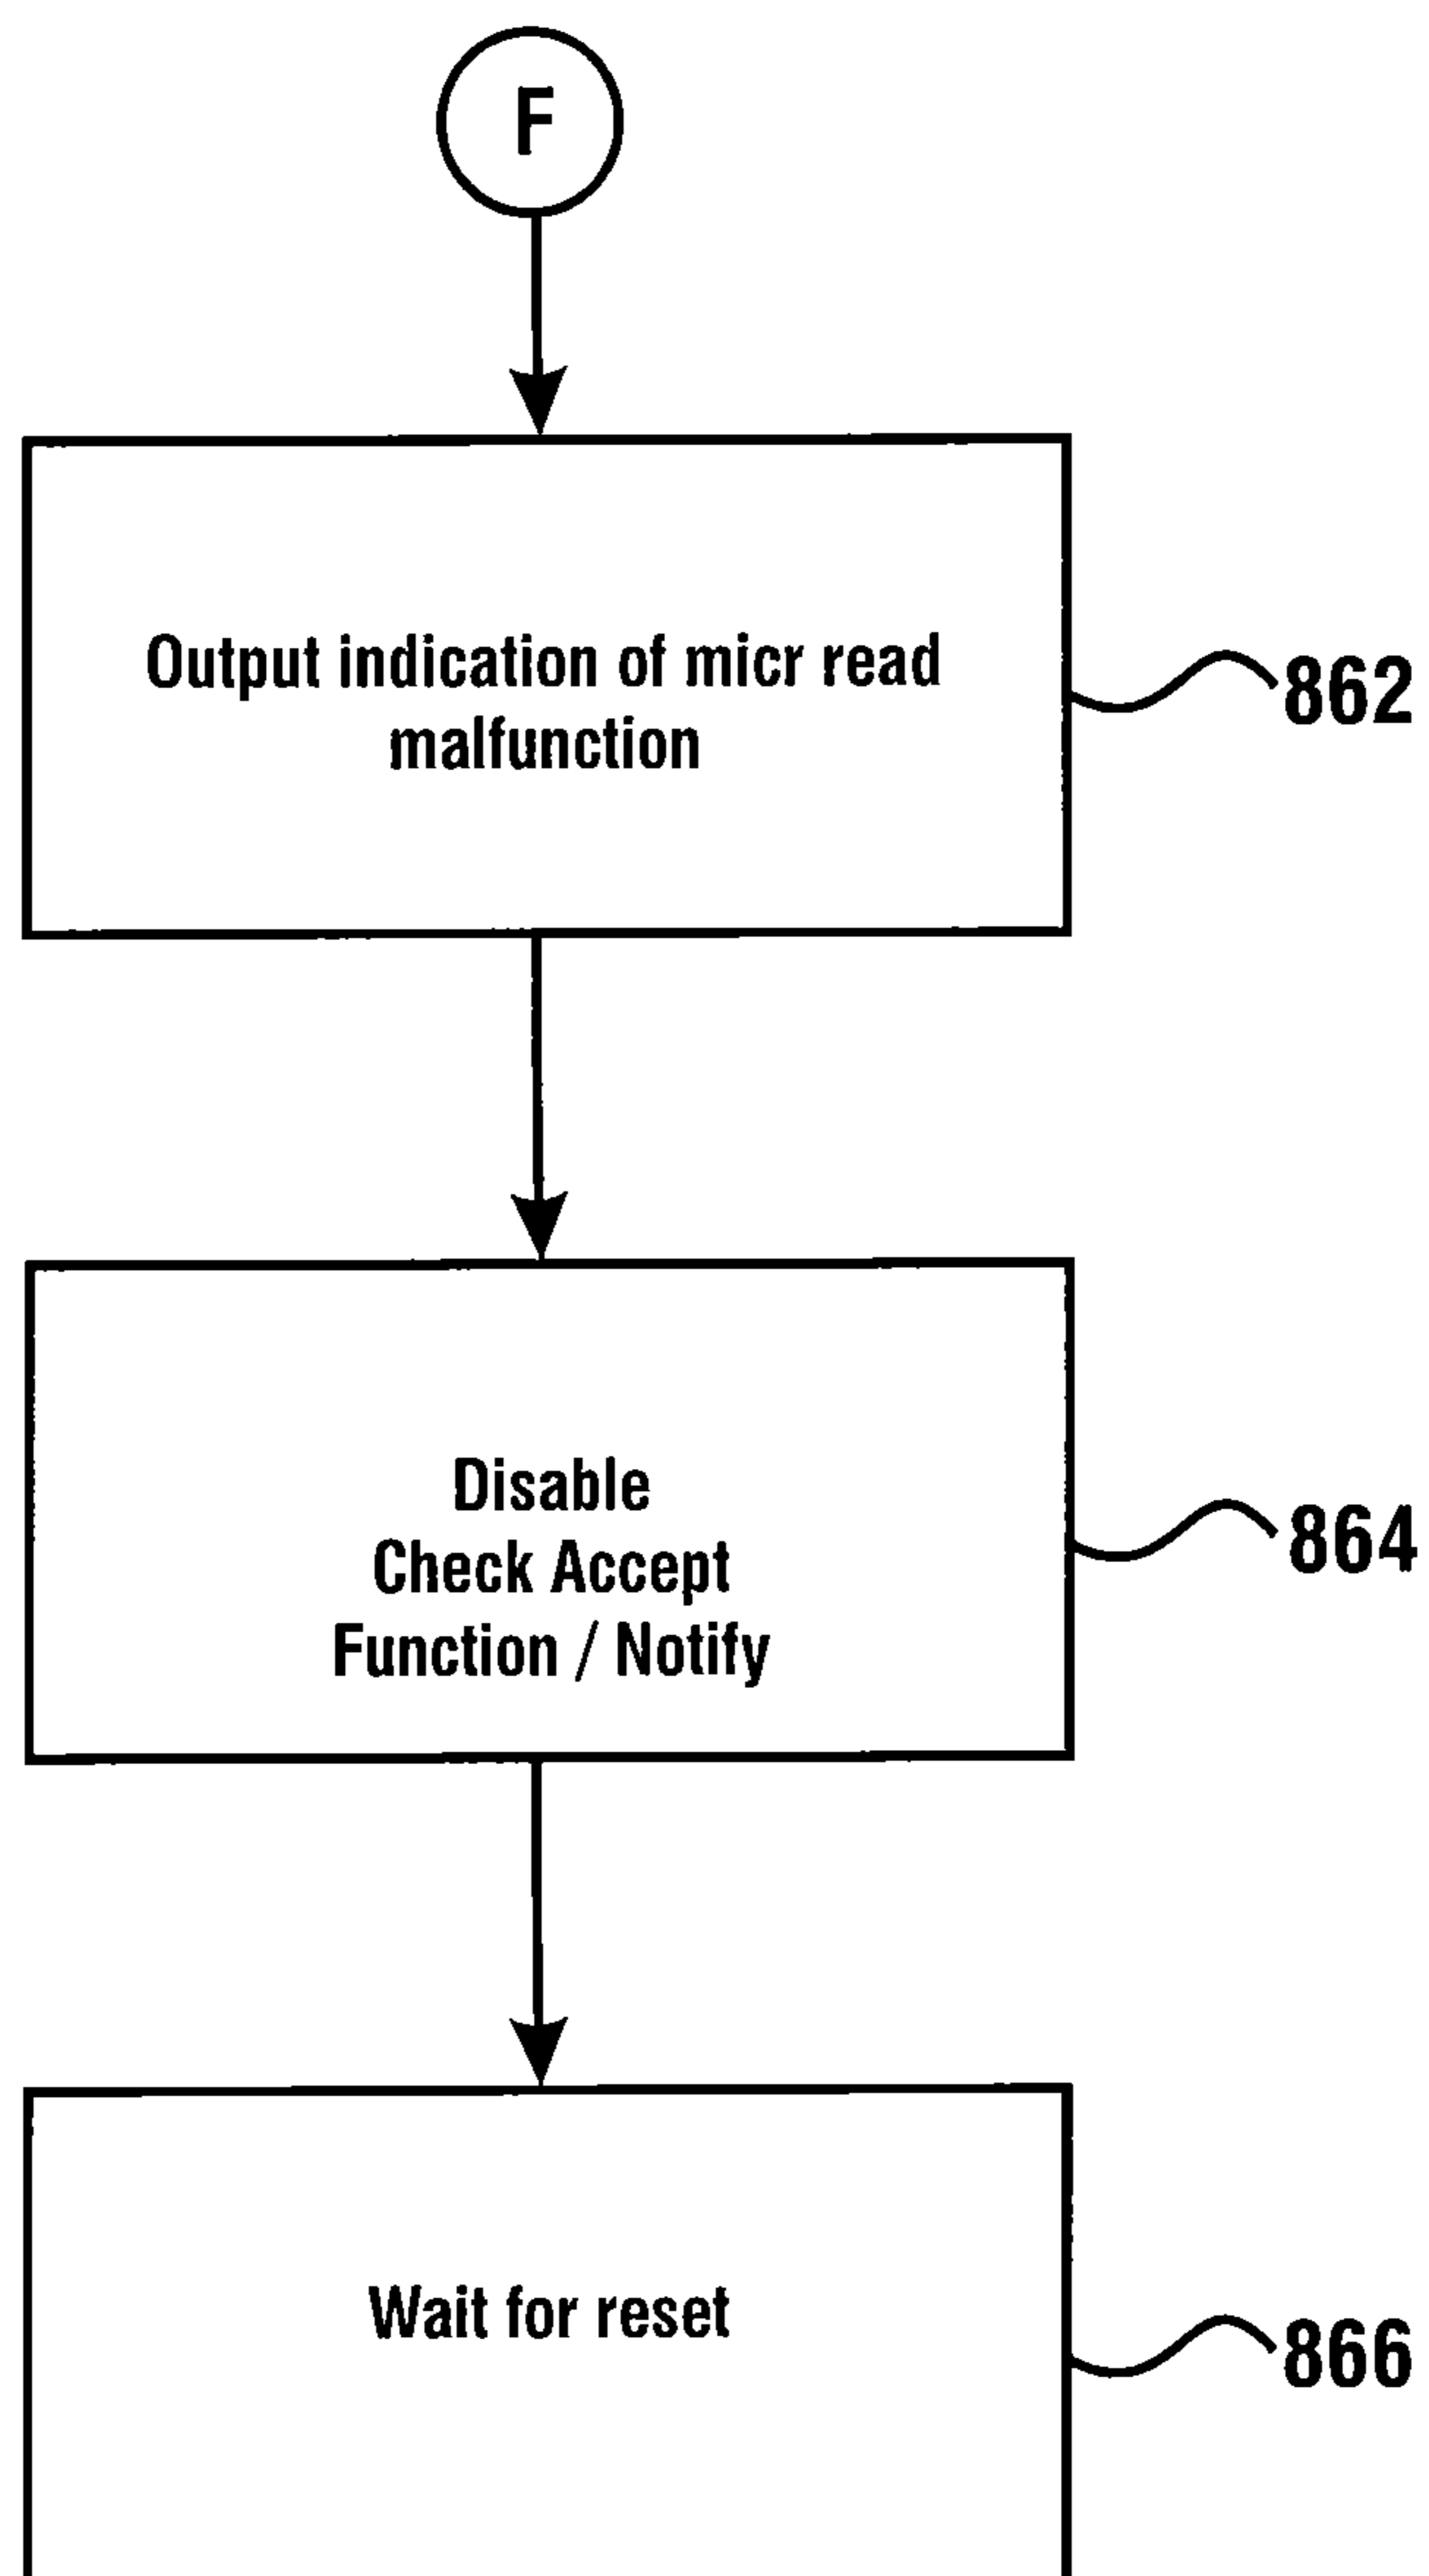 F
Output indication of micr read
malfunction
862
Disable
Check Accept
Function / Notify
864
Wait for reset
866